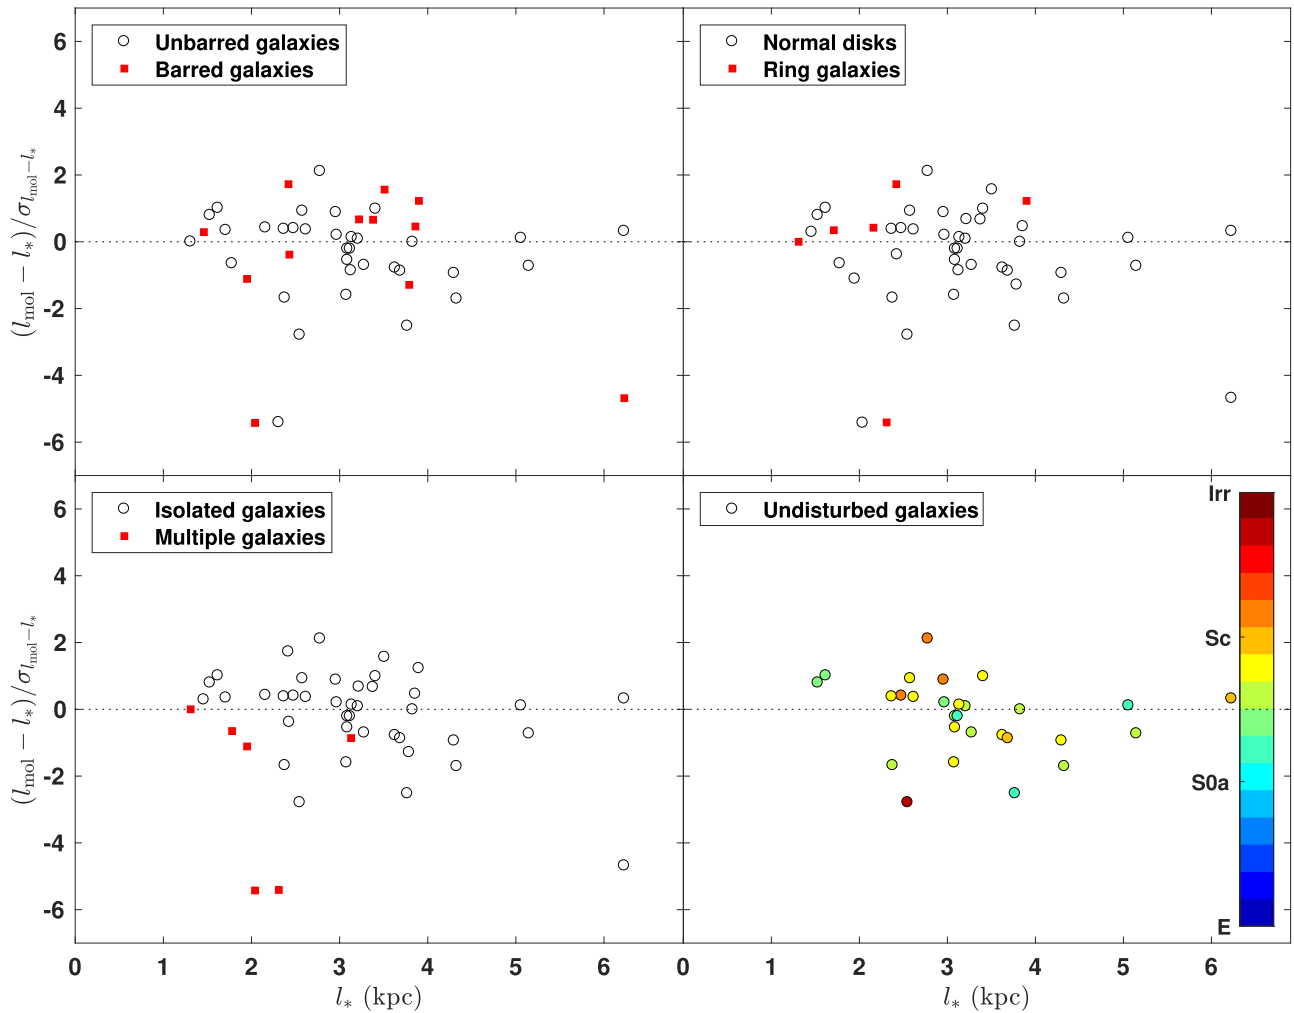 Unbarred galaxies
Barred galaxies
Normal disks
Ring galaxies
6
4
2
0
-2
-4
-6
(l_mol − l_*)/σ_{l_mol−l_*}
Isolated galaxies
Multiple galaxies
Undisturbed galaxies
Irr
Sc
S0a
E
6
4
2
0
-2
-4
-6
(l_mol − l_*)/σ_{l_mol−l_*}
0 1 2 3 4 5 6
0 1 2 3 4 5 6
l_* (kpc)
l_* (kpc)